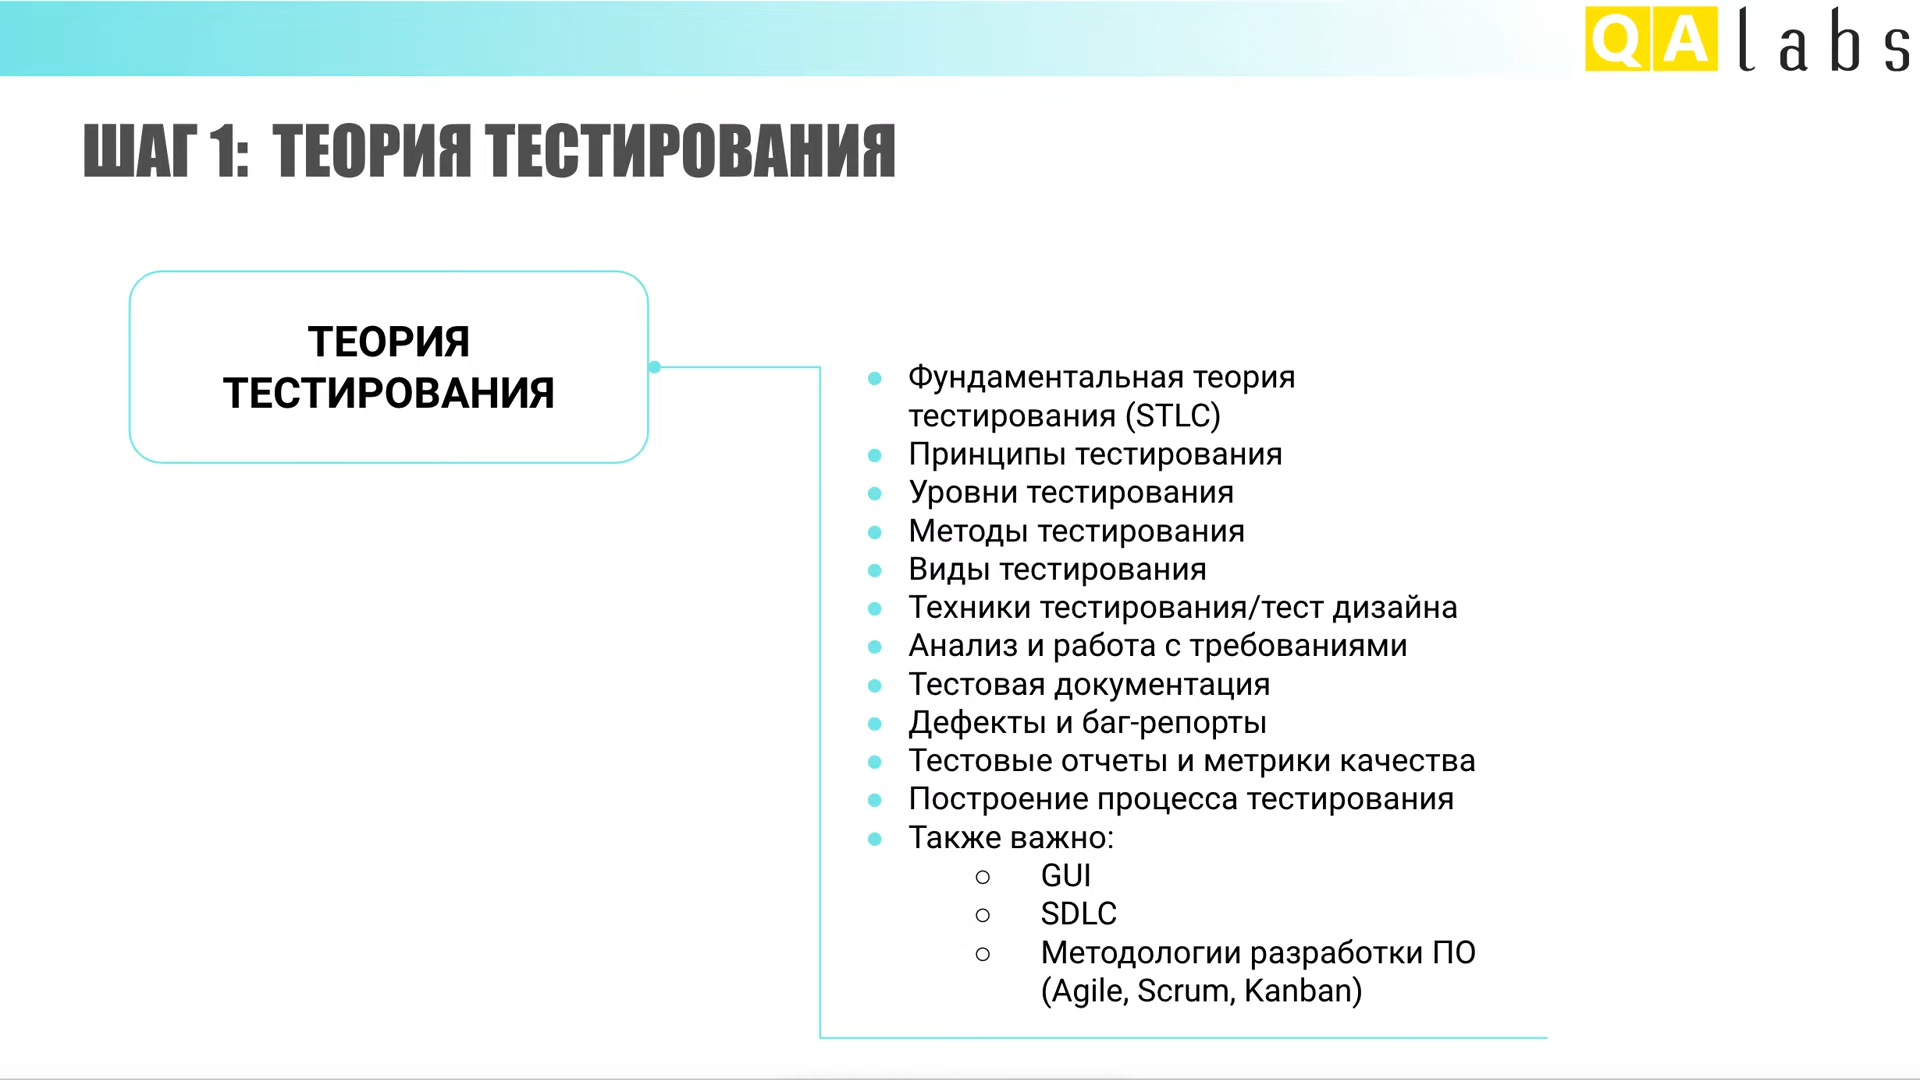 QA labs
ШАГ 1: ТЕОРИЯ ТЕСТИРОВАНИЯ
ТЕОРИЯ
ТЕСТИРОВАНИЯ
● Фундаментальная теория
тестирования (STLC)
● Принципы тестирования
● Уровни тестирования
● Методы тестирования
● Виды тестирования
● Техники тестирования/тест дизайна
● Анализ и работа с требованиями
● Тестовая документация
● Дефекты и баг-репорты
● Тестовые отчеты и метрики качества
● Построение процесса тестирования
● Также важно:
○ GUI
○ SDLC
○ Методологии разработки ПО
(Agile, Scrum, Kanban)